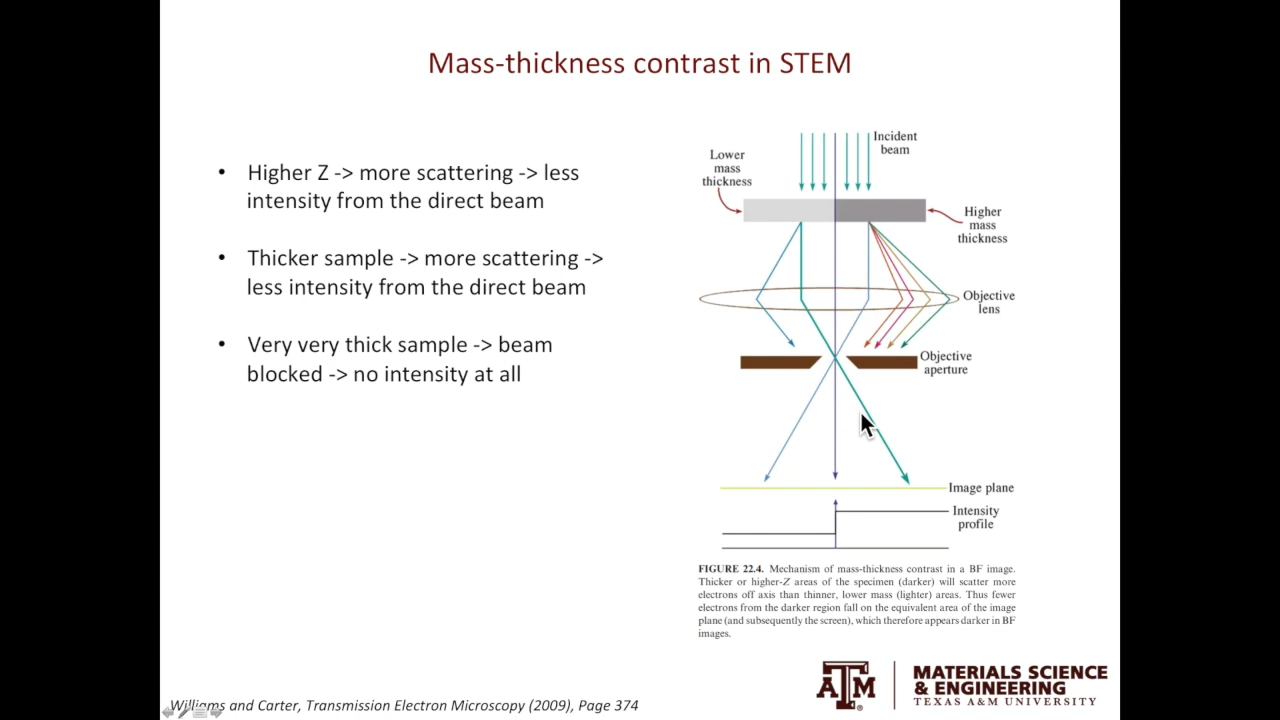 Mass-thickness contrast in STEM
• Higher Z -> more scattering -> less
intensity from the direct beam
• Thicker sample -> more scattering ->
less intensity from the direct beam
• Very very thick sample -> beam
blocked -> no intensity at all
Incident
beam
Lower
mass
thickness
Higher
mass
thickness
Objective
lens
Objective
aperture
Image plane
Intensity
profile
FIGURE 22.4. Mechanism of mass-thickness contrast in a BF image.
Thicker or higher-Z areas of the specimen (darker) will scatter more
electrons off axis than thinner, lower mass (lighter) areas. Thus fewer
electrons from the darker region fall on the equivalent area of the image
plane (and subsequently the screen), which therefore appears darker in BF
images.
ATM
MATERIALS SCIENCE
& ENGINEERING
TEXAS A&M UNIVERSITY
Williams and Carter, Transmission Electron Microscopy (2009), Page 374